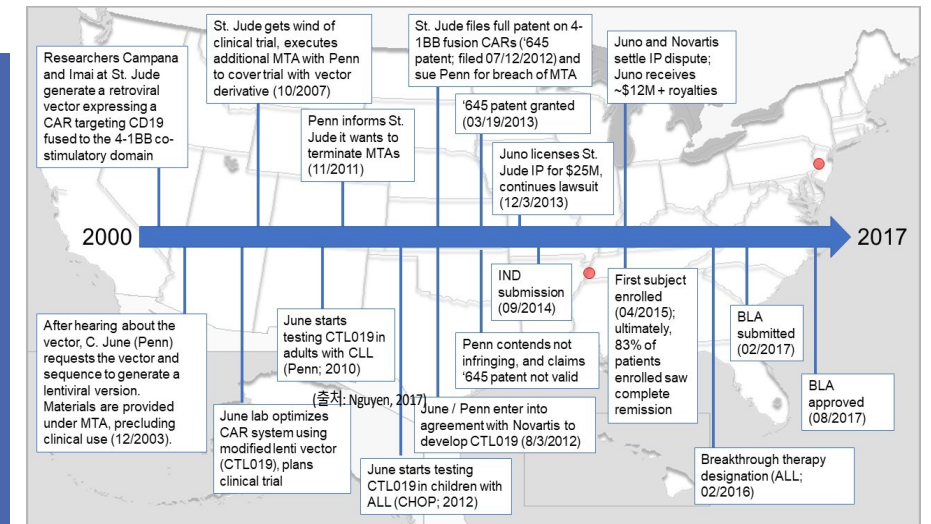 Researchers Campana
and Imai at St. Jude
generate a retroviral
vector expressing a
CAR targeting CD19
fused to the 4-1BB co-
stimulatory domain
St. Jude gets wind of
clinical trial, executes
additional MTA with Penn
to cover trial with vector
derivative (10/2007)
Penn informs St.
Jude it wants to
terminate MTAs
(11/2011)
St. Jude files full patent on 4-
1BB fusion CARs ('645
patent; filed 07/12/2012) and
sue Penn for breach of MTA
'645 patent granted
(03/19/2013)
Juno licenses St.
Jude IP for $25M,
continues lawsuit
(12/3/2013)
Juno and Novartis
settle IP dispute;
Juno receives
~$12M + royalties
2000
2017
After hearing about the
vector, C. June (Penn)
requests the vector and
sequence to generate a
lentiviral version.
Materials are provided
under MTA, precluding
clinical use (12/2003).
June lab optimizes
CAR system using
modified lenti vector
(CTL019), plans
clinical trial
June starts
testing CTL019 in
adults with CLL
(Penn; 2010)
(출처: Nguyen, 2017)
June starts testing
CTL019 in children with
ALL (CHOP; 2012)
June / Penn enter into
agreement with Novartis to
develop CTL019 (8/3/2012)
Penn contends not
infringing, and claims
'645 patent not valid
IND
submission
(09/2014)
First subject
enrolled
(04/2015);
ultimately,
83% of
patients
enrolled saw
complete
remission
Breakthrough therapy
designation (ALL;
02/2016)
BLA
submitted
(02/2017)
BLA
approved
(08/2017)